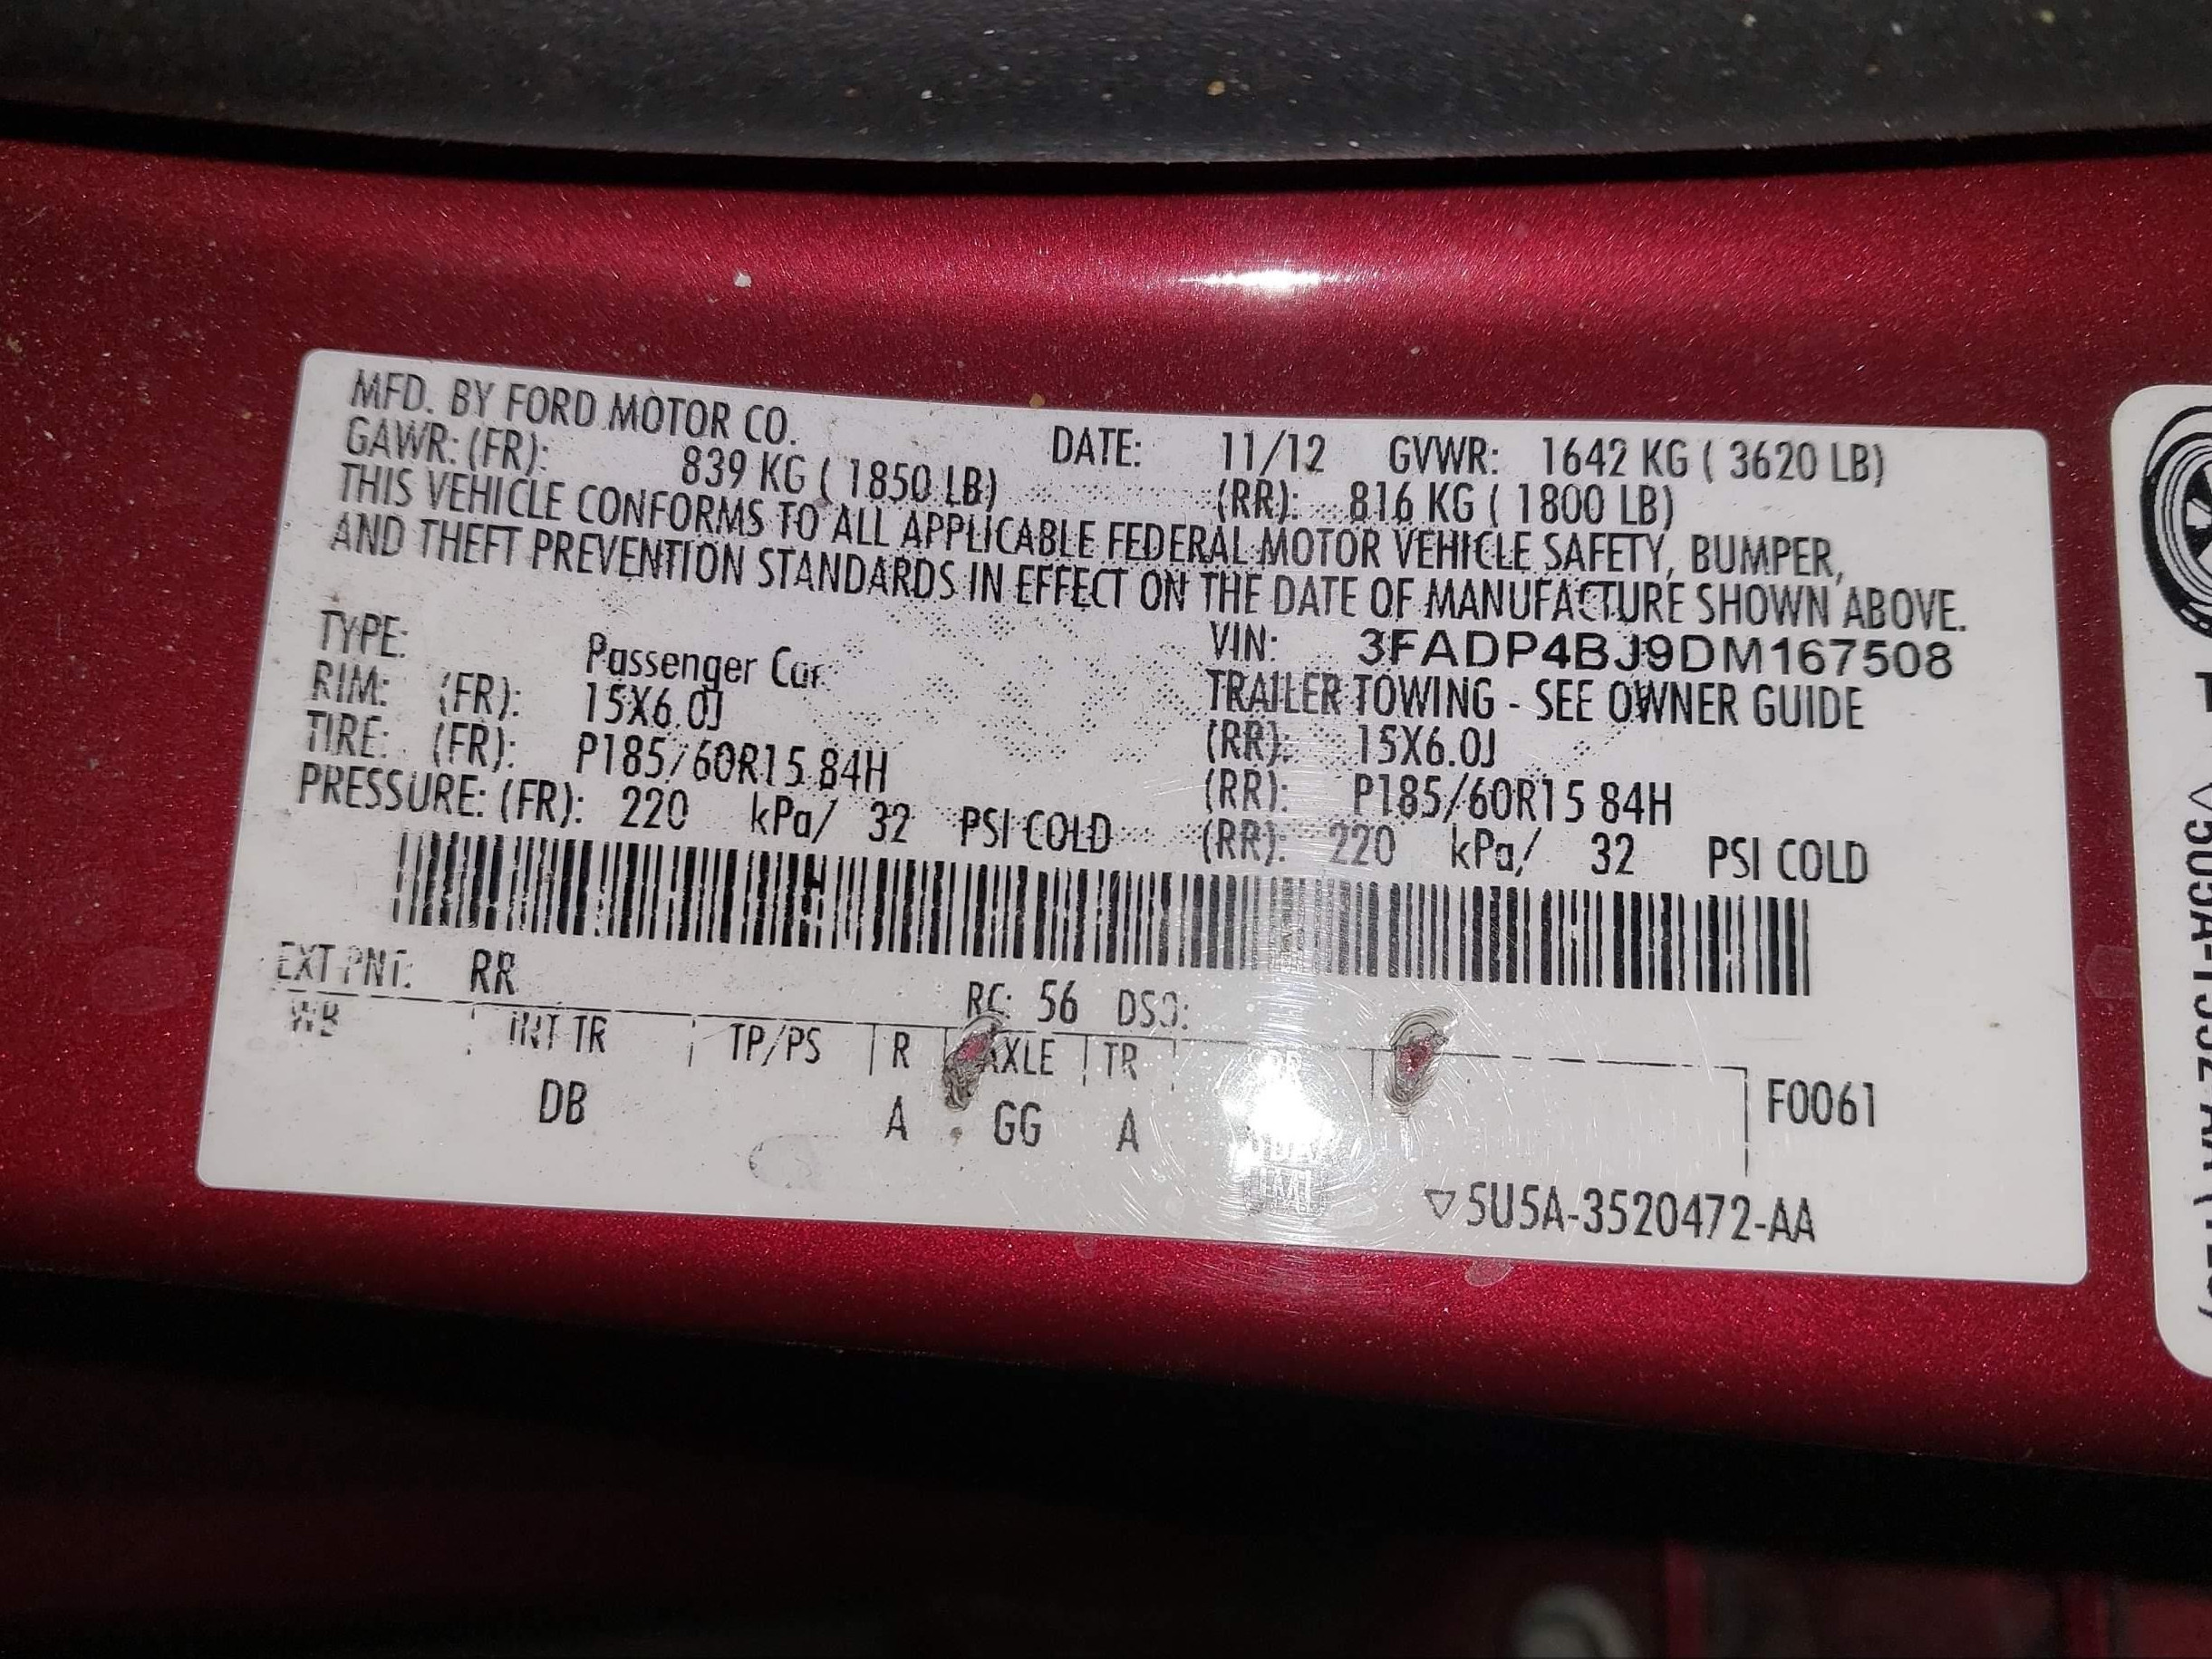 MFD. BY FORD MOTOR CO. DATE: 11/12 GVWR: 1642 KG ( 3620 LB)
GAWR: (FR): 839 KG ( 1850 LB) (RR): 816 KG ( 1800 LB)
THIS VEHICLE CONFORMS TO ALL APPLICABLE FEDERAL MOTOR VEHICLE SAFETY, BUMPER,
AND THEFT PREVENTION STANDARDS IN EFFECT ON THE DATE OF MANUFACTURE SHOWN ABOVE.
VIN: 3FADP4BJ9DM167508
TYPE: Passenger Car TRAILER TOWING - SEE OWNER GUIDE
RIM: (FR): 15X6.0J (RR): 15X6.0J
TIRE: (FR): P185/60R15 84H (RR): P185/60R15 84H
PRESSURE: (FR): 220 kPa/ 32 PSI COLD (RR): 220 kPa/ 32 PSI COLD
EXT PNT: RR RC: 56 DSO:
WB INT TR TP/PS R AXLE TR
DB A GG A F0061
▽ 5U5A-3520472-AA